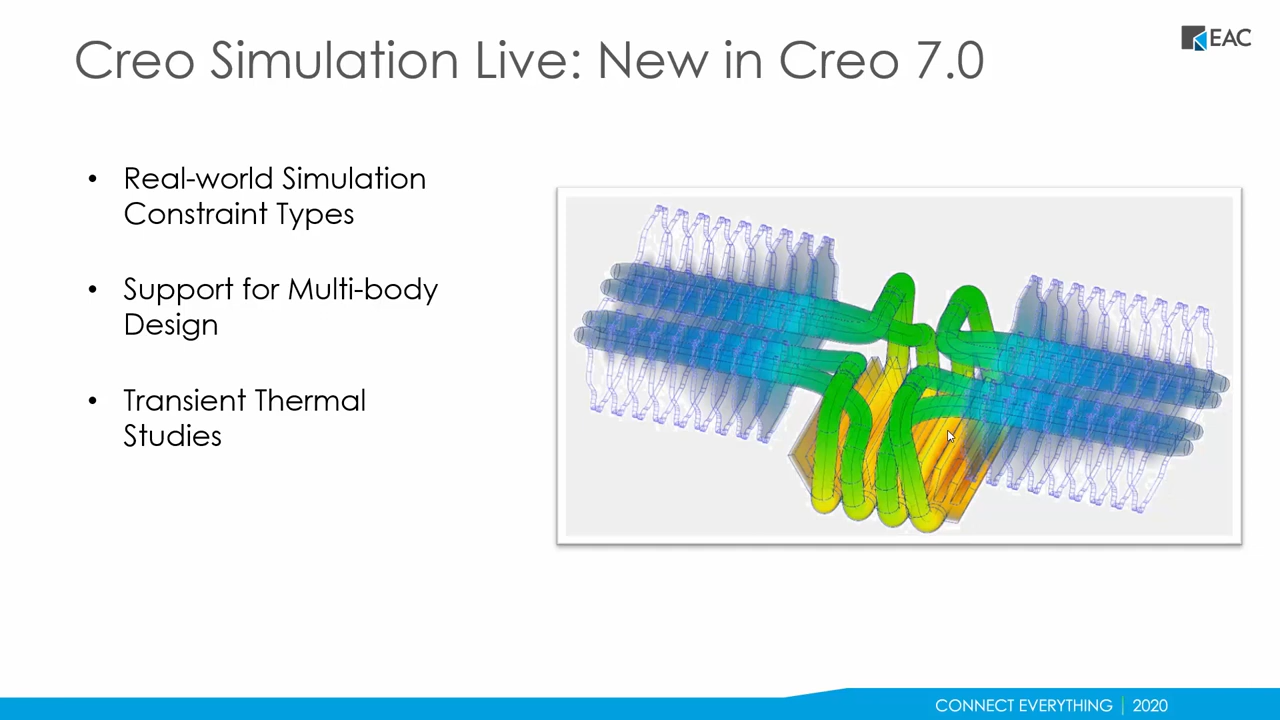 Creo Simulation Live: New in Creo 7.0
EAC
• Real-world Simulation
Constraint Types
• Support for Multi-body
Design
• Transient Thermal
Studies
CONNECT EVERYTHING | 2020